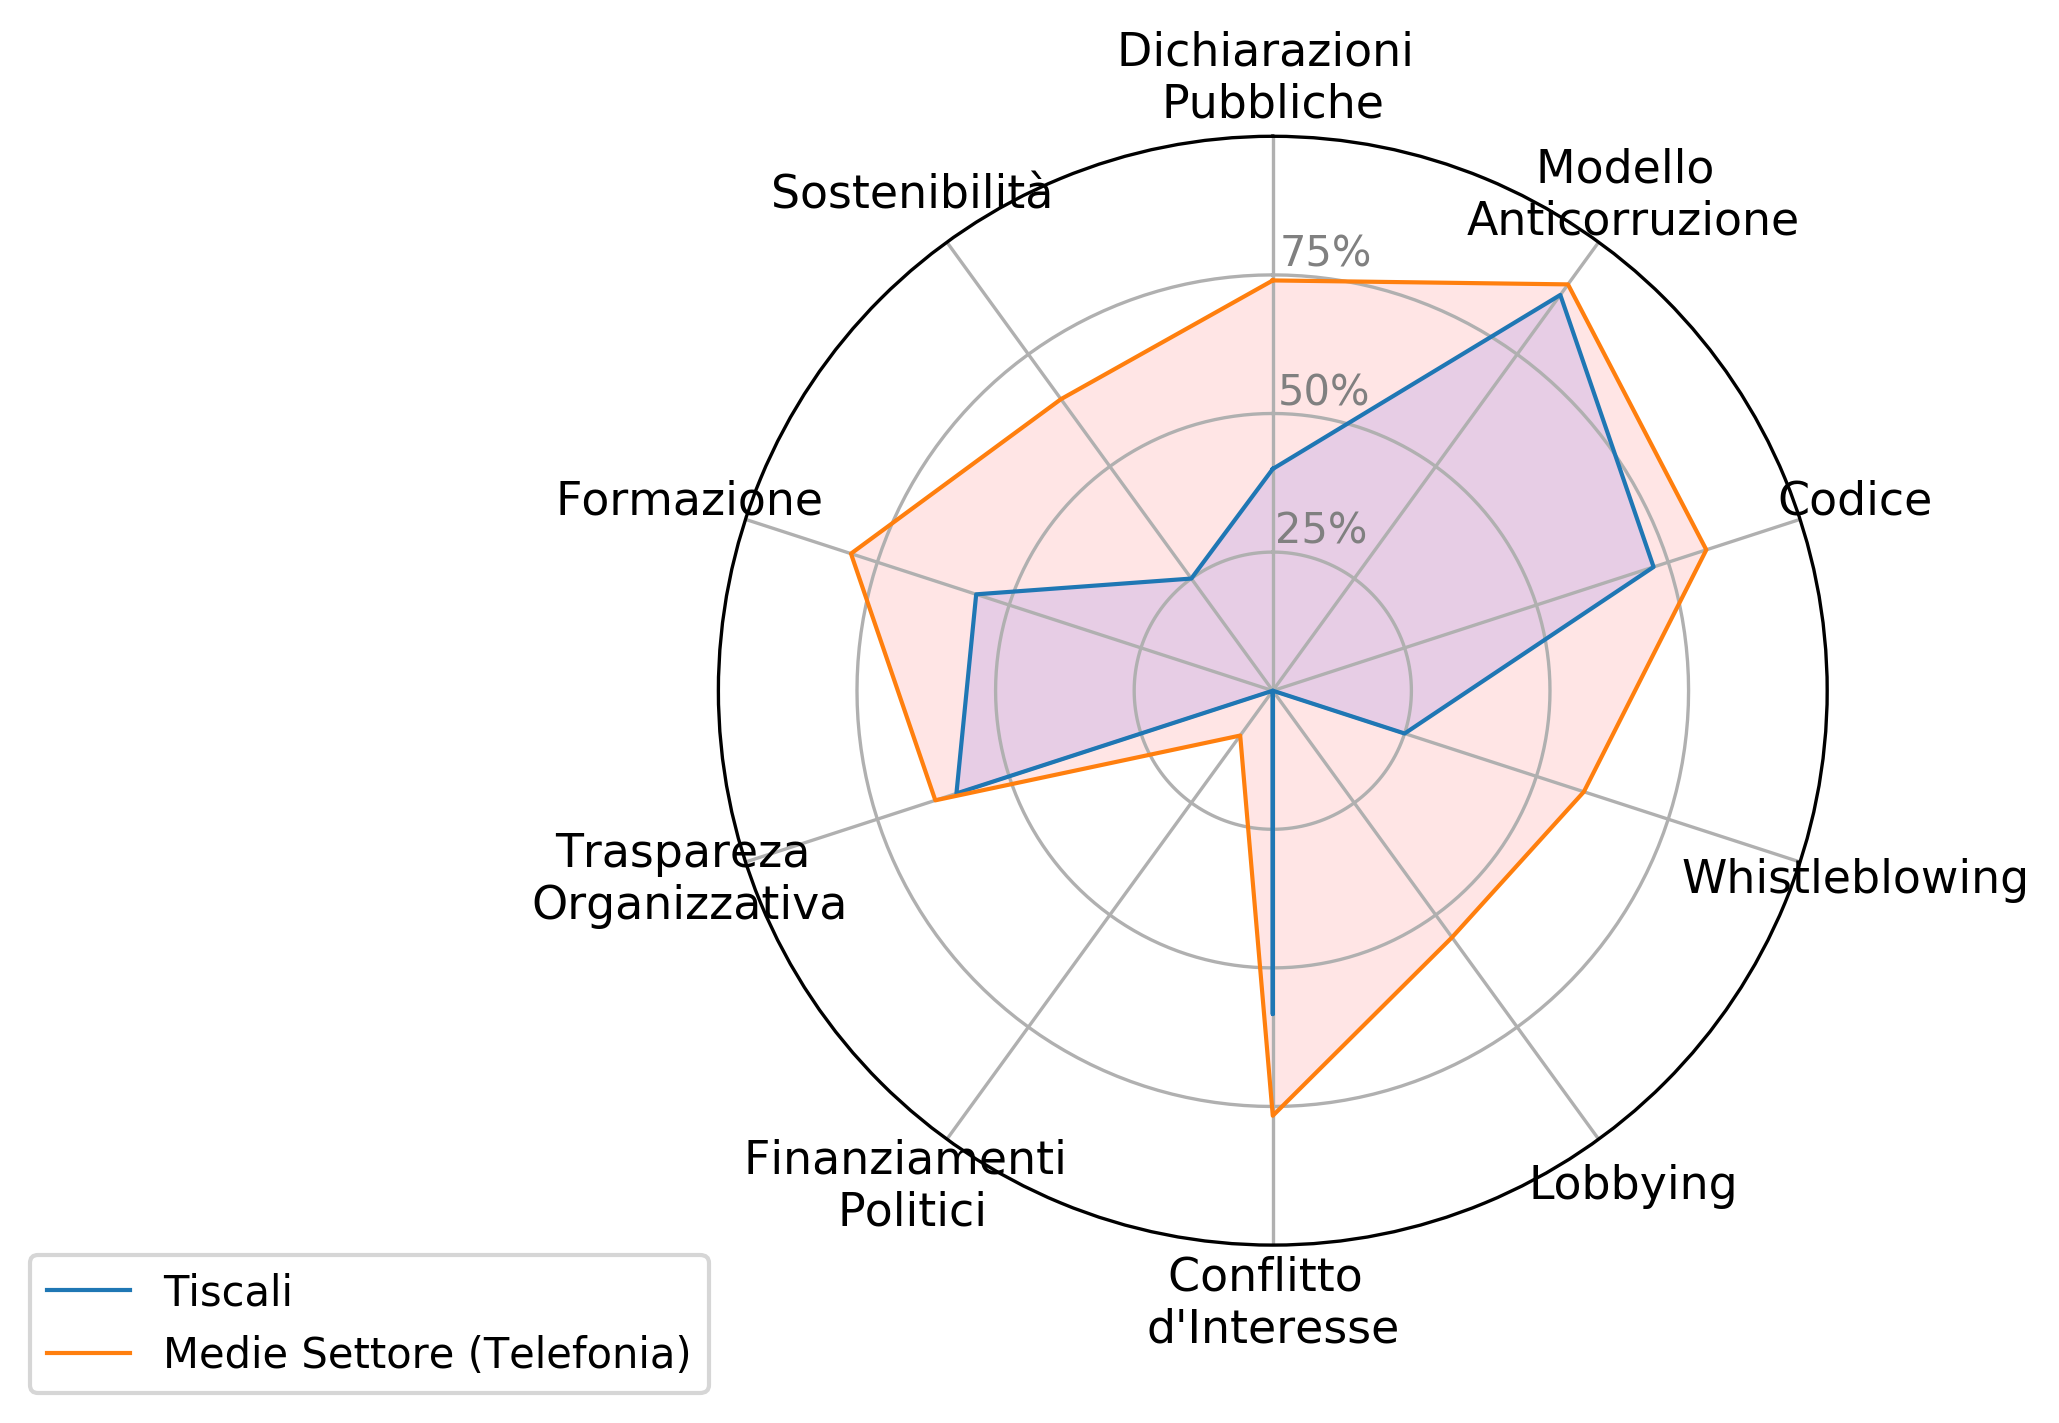 Dichiarazioni
Pubbliche
Modello
Anticorruzione
Sostenibilità
75%
50%
25%
Formazione
Codice
Traspareza
Organizzativa
Whistleblowing
Finanziamenti
Politici
Lobbying
Conflitto
d'Interesse
Tiscali
Medie Settore (Telefonia)